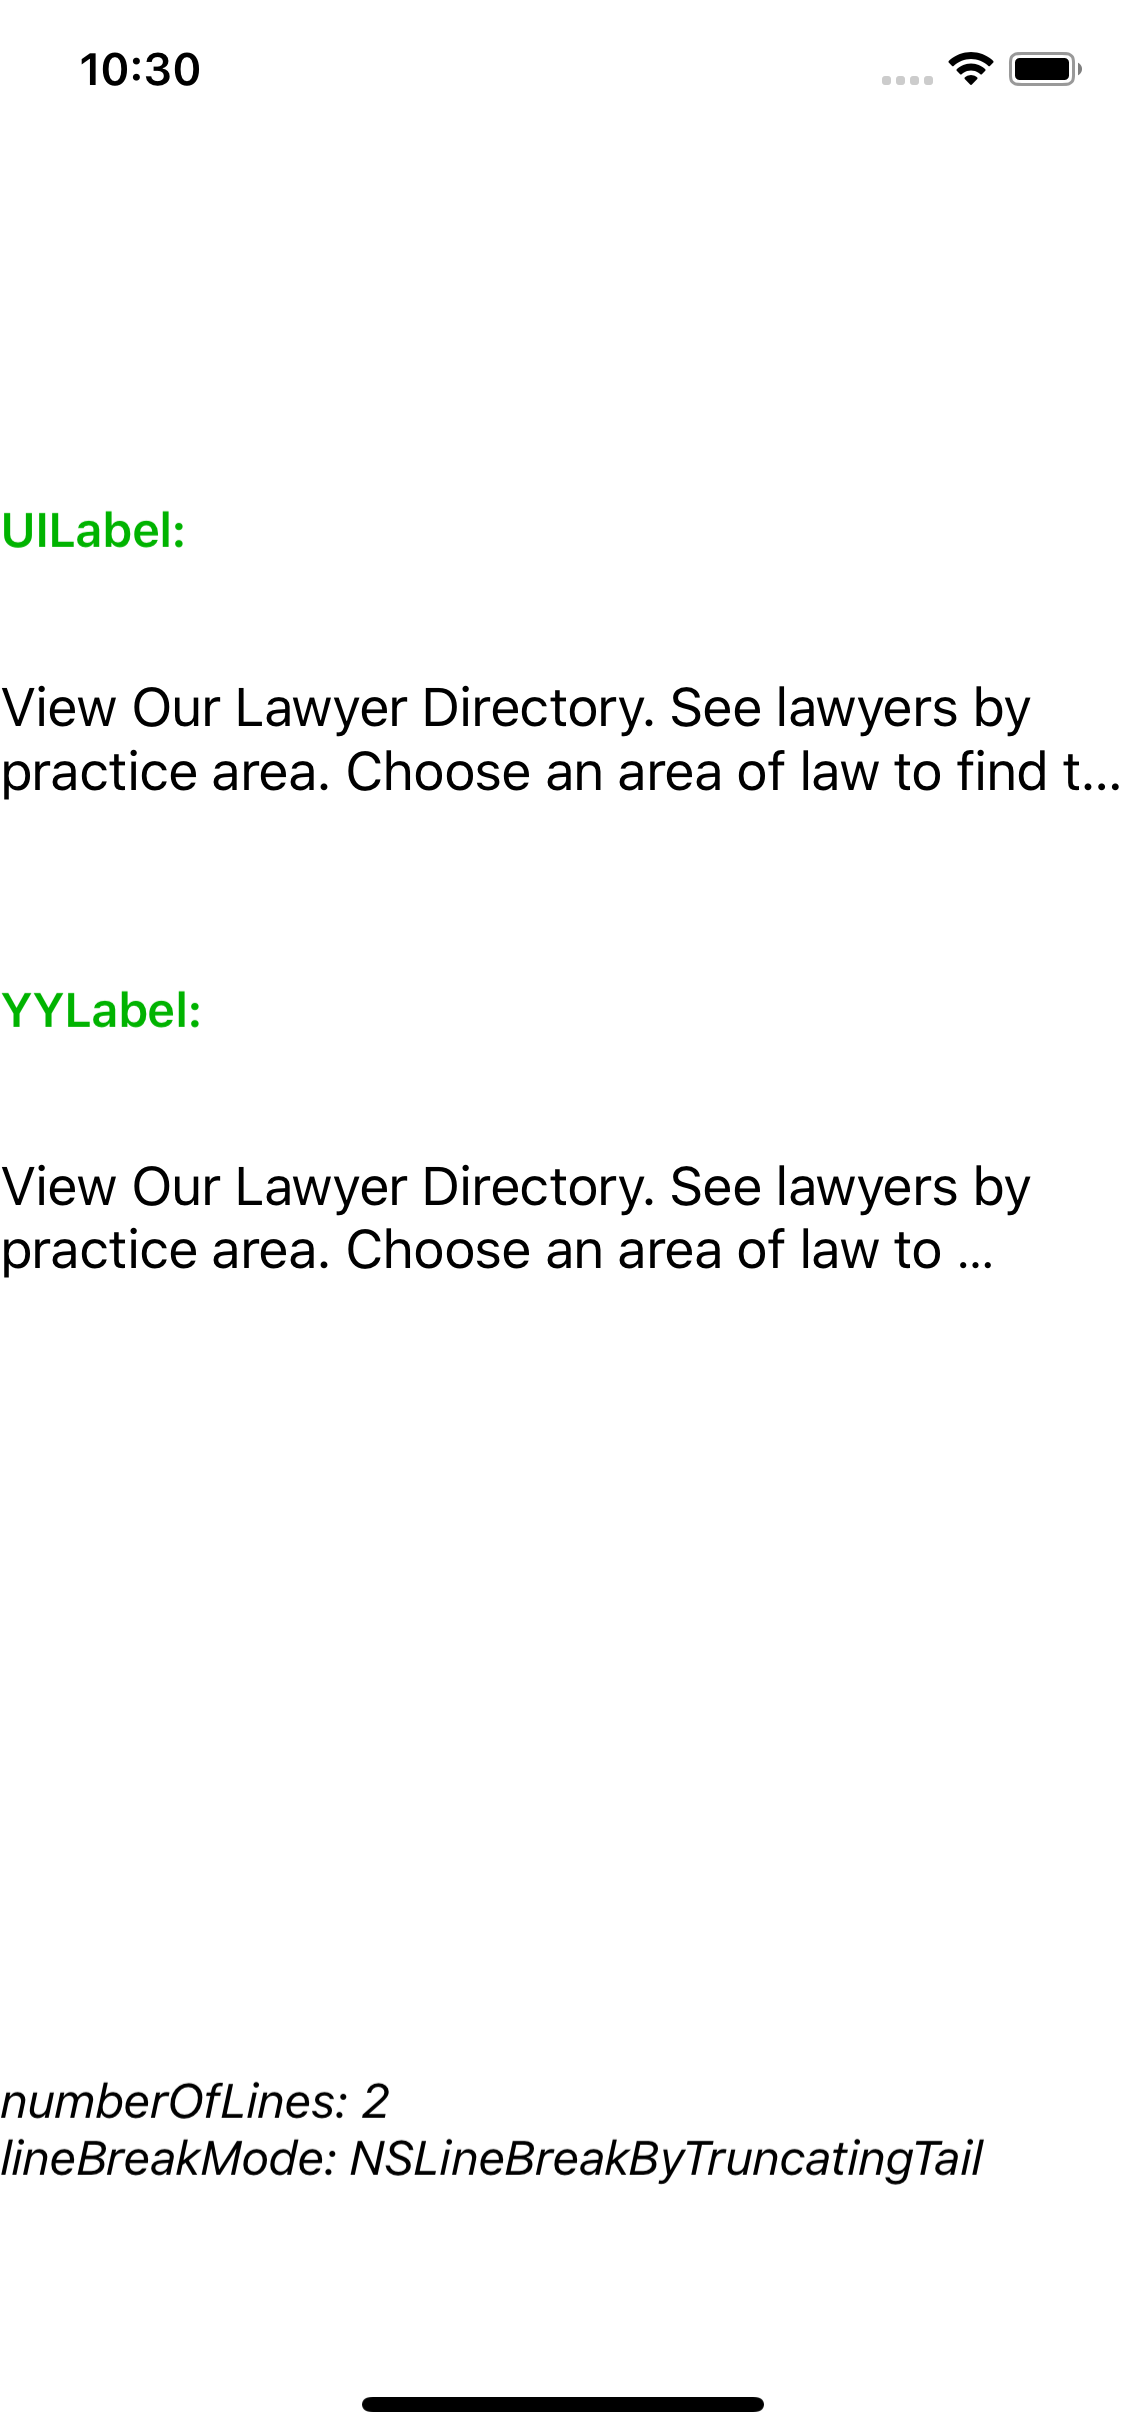 10:30
UILabel:
View Our Lawyer Directory. See lawyers by
practice area. Choose an area of law to find t...
YYLabel:
View Our Lawyer Directory. See lawyers by
practice area. Choose an area of law to ...
numberOfLines: 2
lineBreakMode: NSLineBreakByTruncatingTail